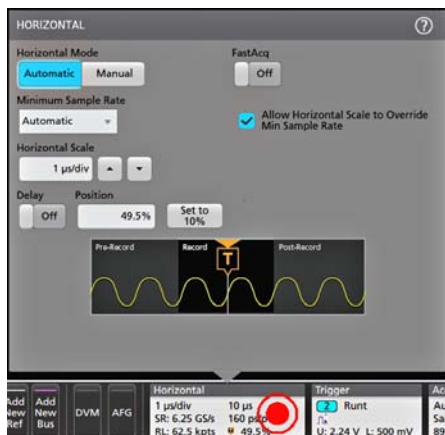 HORIZONTAL
?
Horizontal Mode
FastAcq
Automatic Manual
Off
Minimum Sample Rate
Automatic
Allow Horizontal Scale to Override
Min Sample Rate
Horizontal Scale
1 µs/div
Delay Position
Off 49.5% Set to
10%
Pre-Record Record Post-Record
T
Add
New
Ref
Add
New
Bus
DVM
AFG
Horizontal
1 µs/div 10 µs
SR: 6.25 GS/s 160 ps/p
RL: 62.5 kpts 49.5%
Trigger
2 Runt
U: 2.24 V L: 500 mV